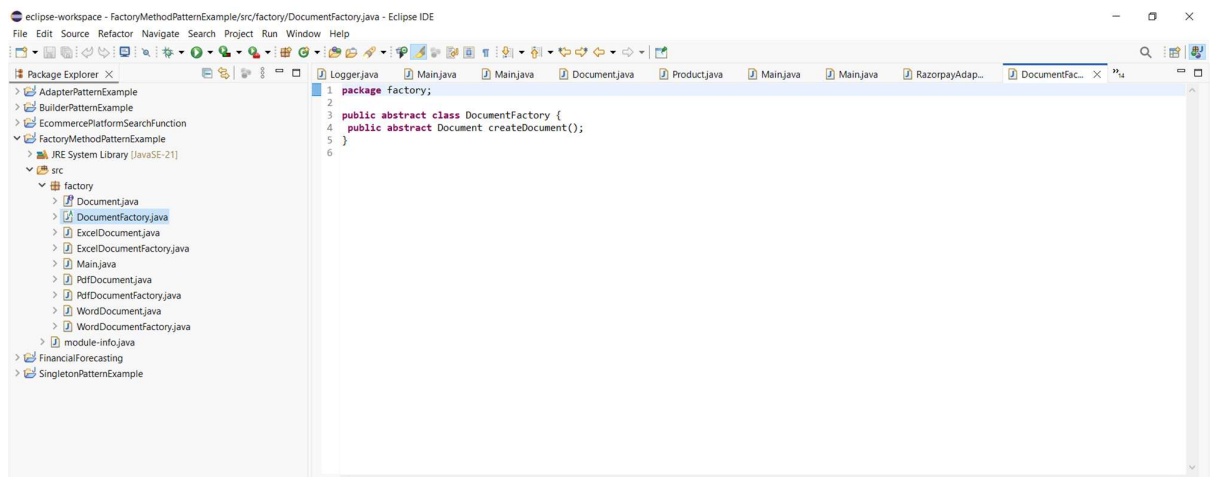 eclipse-workspace - FactoryMethodPatternExample/src/factory/DocumentFactory.java - Eclipse IDE
File Edit Source Refactor Navigate Search Project Run Window Help
Package Explorer
Logger.java Main.java Main.java Document.java Product.java Main.java Main.java RazorpayAdap... DocumentFac... »14
AdapterPatternExample
BuilderPatternExample
EcommercePlatformSearchFunction
FactoryMethodPatternExample
JRE System Library [JavaSE-21]
src
factory
Document.java
DocumentFactory.java
ExcelDocument.java
ExcelDocumentFactory.java
Main.java
PdfDocument.java
PdfDocumentFactory.java
WordDocument.java
WordDocumentFactory.java
module-info.java
FinancialForecasting
SingletonPatternExample
1 package factory;
2
3 public abstract class DocumentFactory {
4 public abstract Document createDocument();
5 }
6